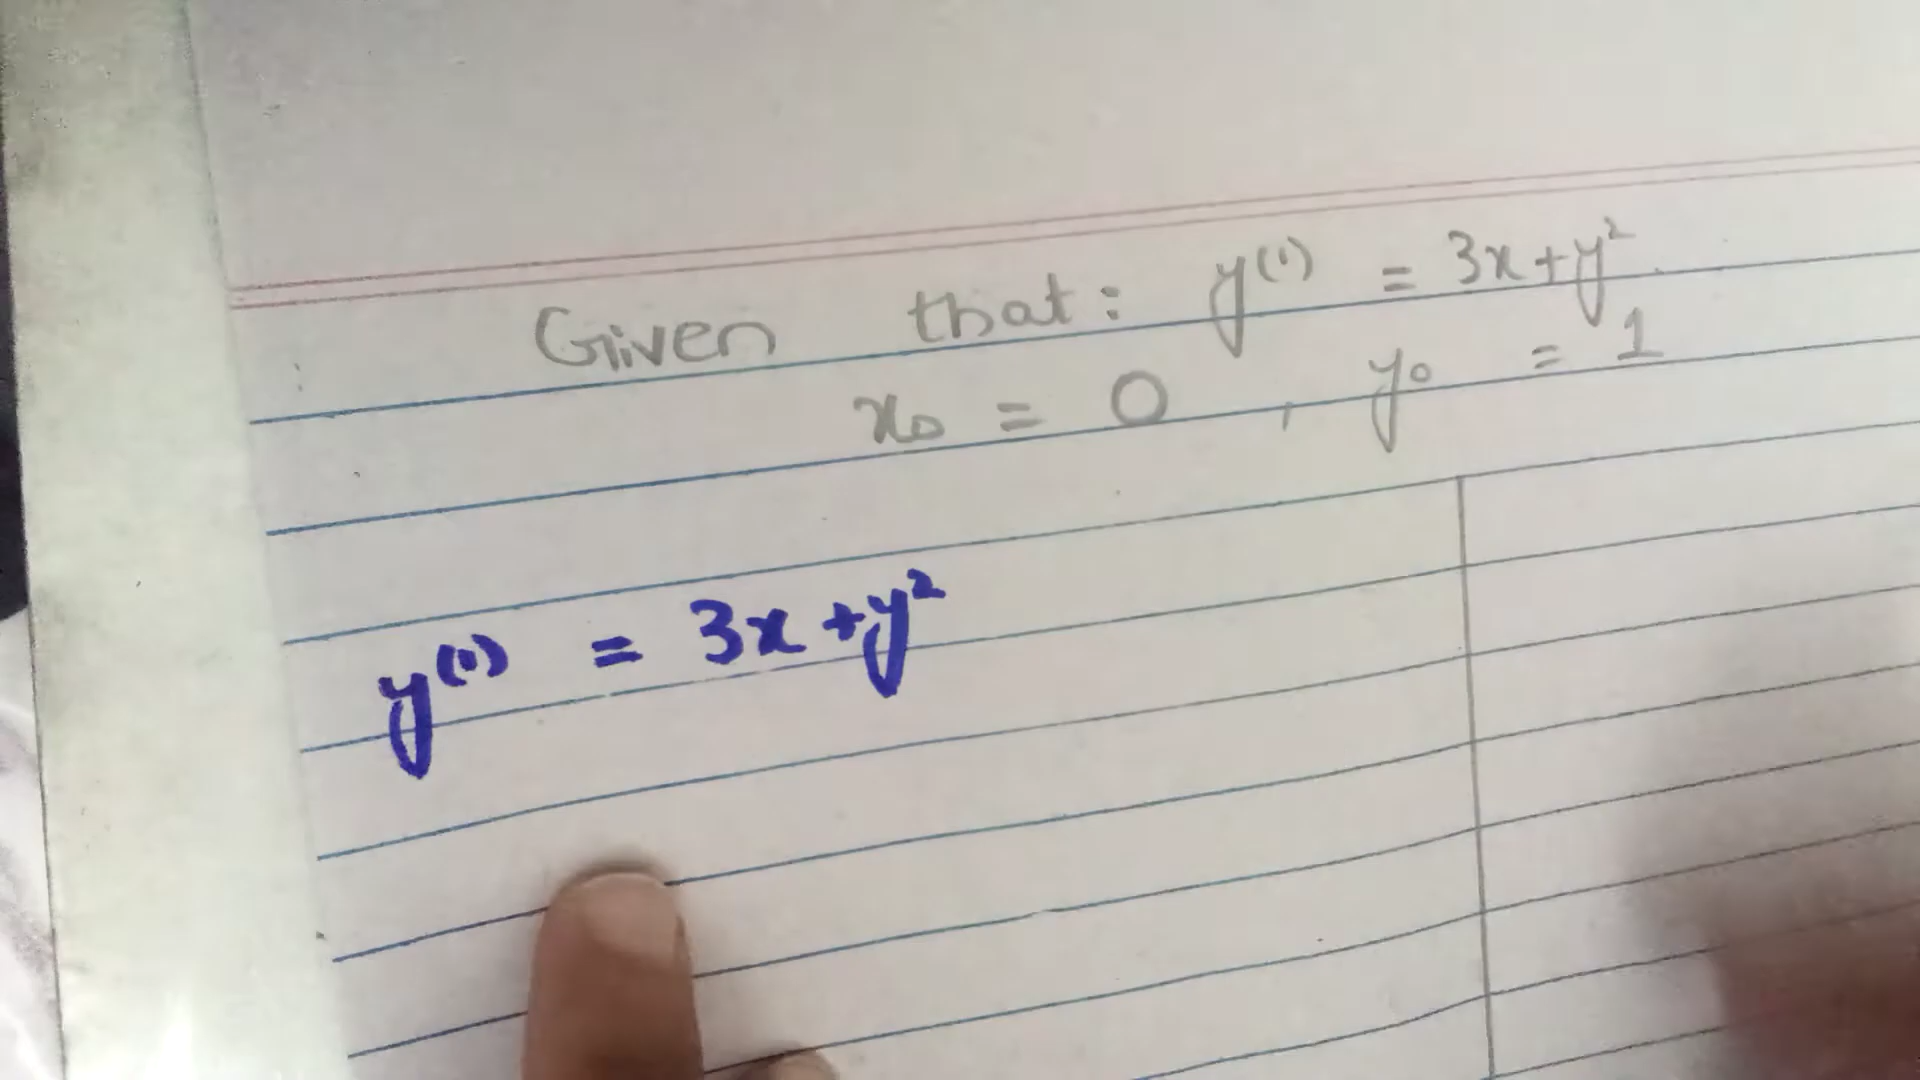 Given that: y⁽¹⁾ = 3x+y²
x₀ = 0 , y₀ = 1
y⁽¹⁾ = 3x+y²